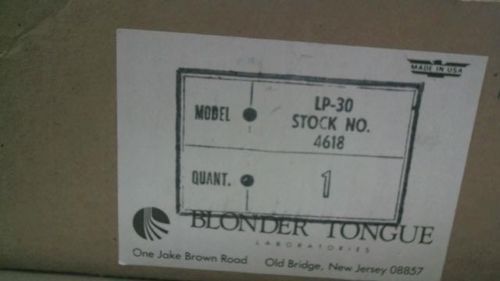 MADE IN USA
MODEL LP-30
STOCK NO.
4618
QUANT. 1
BLONDER TONGUE
LABORATORIES
One Jake Brown Road Old Bridge, New Jersey 08857